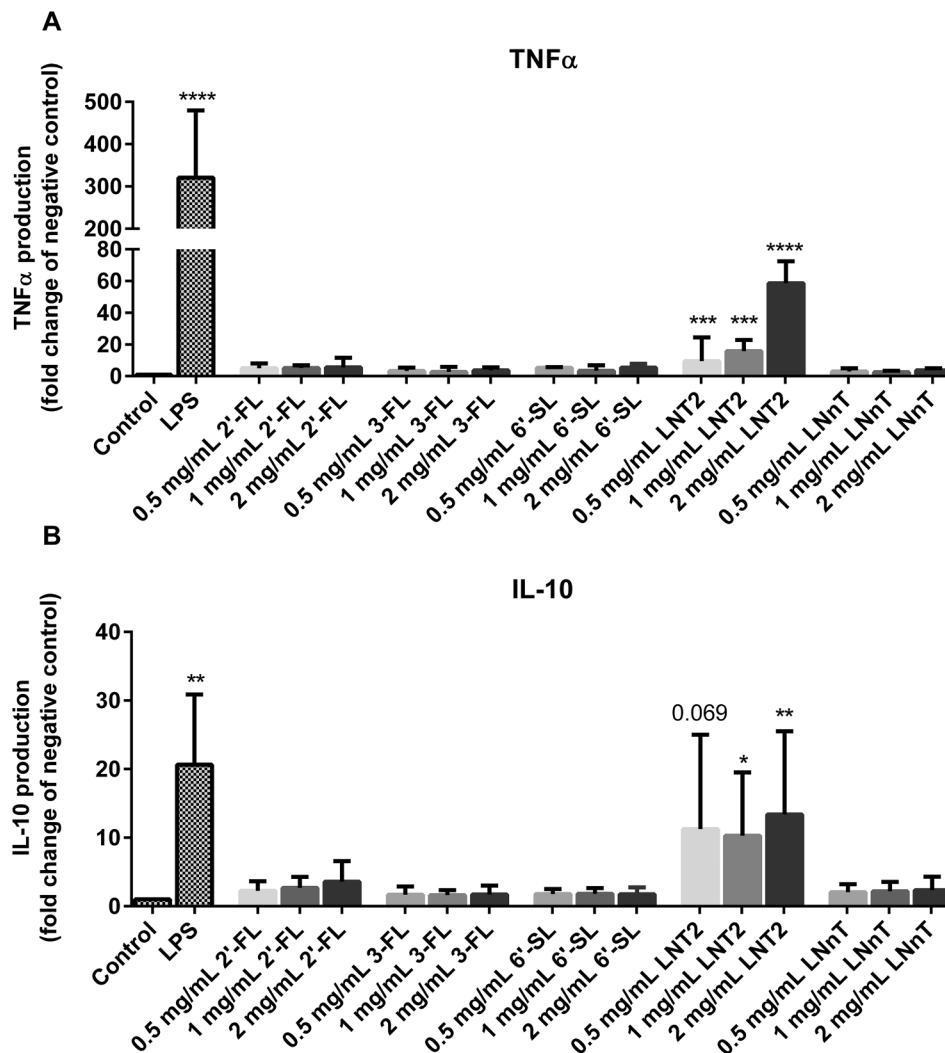 A
TNFα
TNFα production
(fold change of negative control)
500
400
300
200
80
60
40
20
0
****
***
***
****
Control
LPS
0.5 mg/mL 2'-FL
1 mg/mL 2'-FL
2 mg/mL 2'-FL
0.5 mg/mL 3-FL
1 mg/mL 3-FL
2 mg/mL 3-FL
0.5 mg/mL 6'-SL
1 mg/mL 6'-SL
2 mg/mL 6'-SL
0.5 mg/mL LNT2
1 mg/mL LNT2
2 mg/mL LNT2
0.5 mg/mL LNnT
1 mg/mL LNnT
2 mg/mL LNnT
B
IL-10
IL-10 production
(fold change of negative control)
40
30
20
10
0
**
0.069
*
**
Control
LPS
0.5 mg/mL 2'-FL
1 mg/mL 2'-FL
2 mg/mL 2'-FL
0.5 mg/mL 3-FL
1 mg/mL 3-FL
2 mg/mL 3-FL
0.5 mg/mL 6'-SL
1 mg/mL 6'-SL
2 mg/mL 6'-SL
0.5 mg/mL LNT2
1 mg/mL LNT2
2 mg/mL LNT2
0.5 mg/mL LNnT
1 mg/mL LNnT
2 mg/mL LNnT